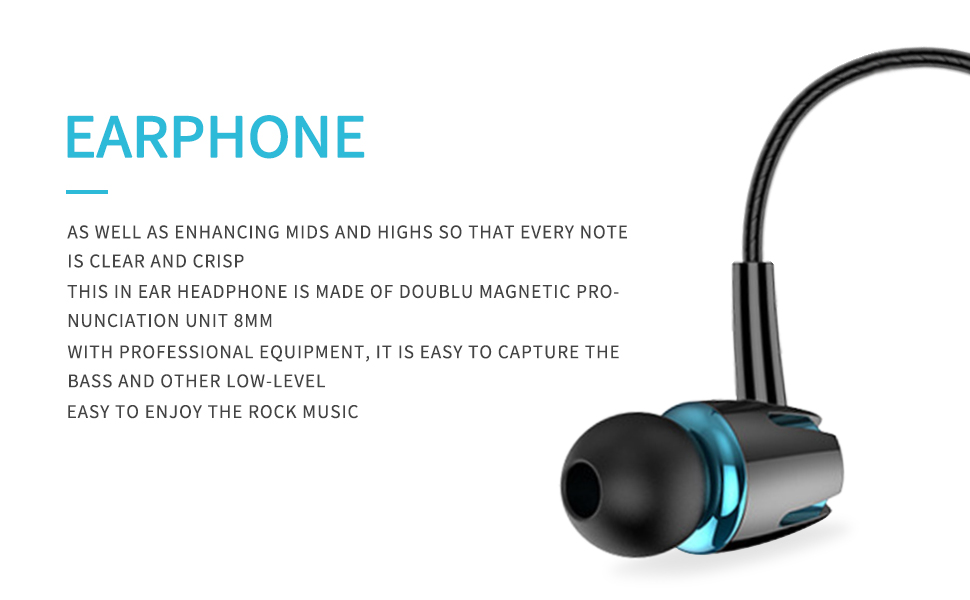 EARPHONE
AS WELL AS ENHANCING MIDS AND HIGHS SO THAT EVERY NOTE
IS CLEAR AND CRISP
THIS IN EAR HEADPHONE IS MADE OF DOUBLU MAGNETIC PRO-
NUNCIATION UNIT 8MM
WITH PROFESSIONAL EQUIPMENT, IT IS EASY TO CAPTURE THE
BASS AND OTHER LOW-LEVEL
EASY TO ENJOY THE ROCK MUSIC